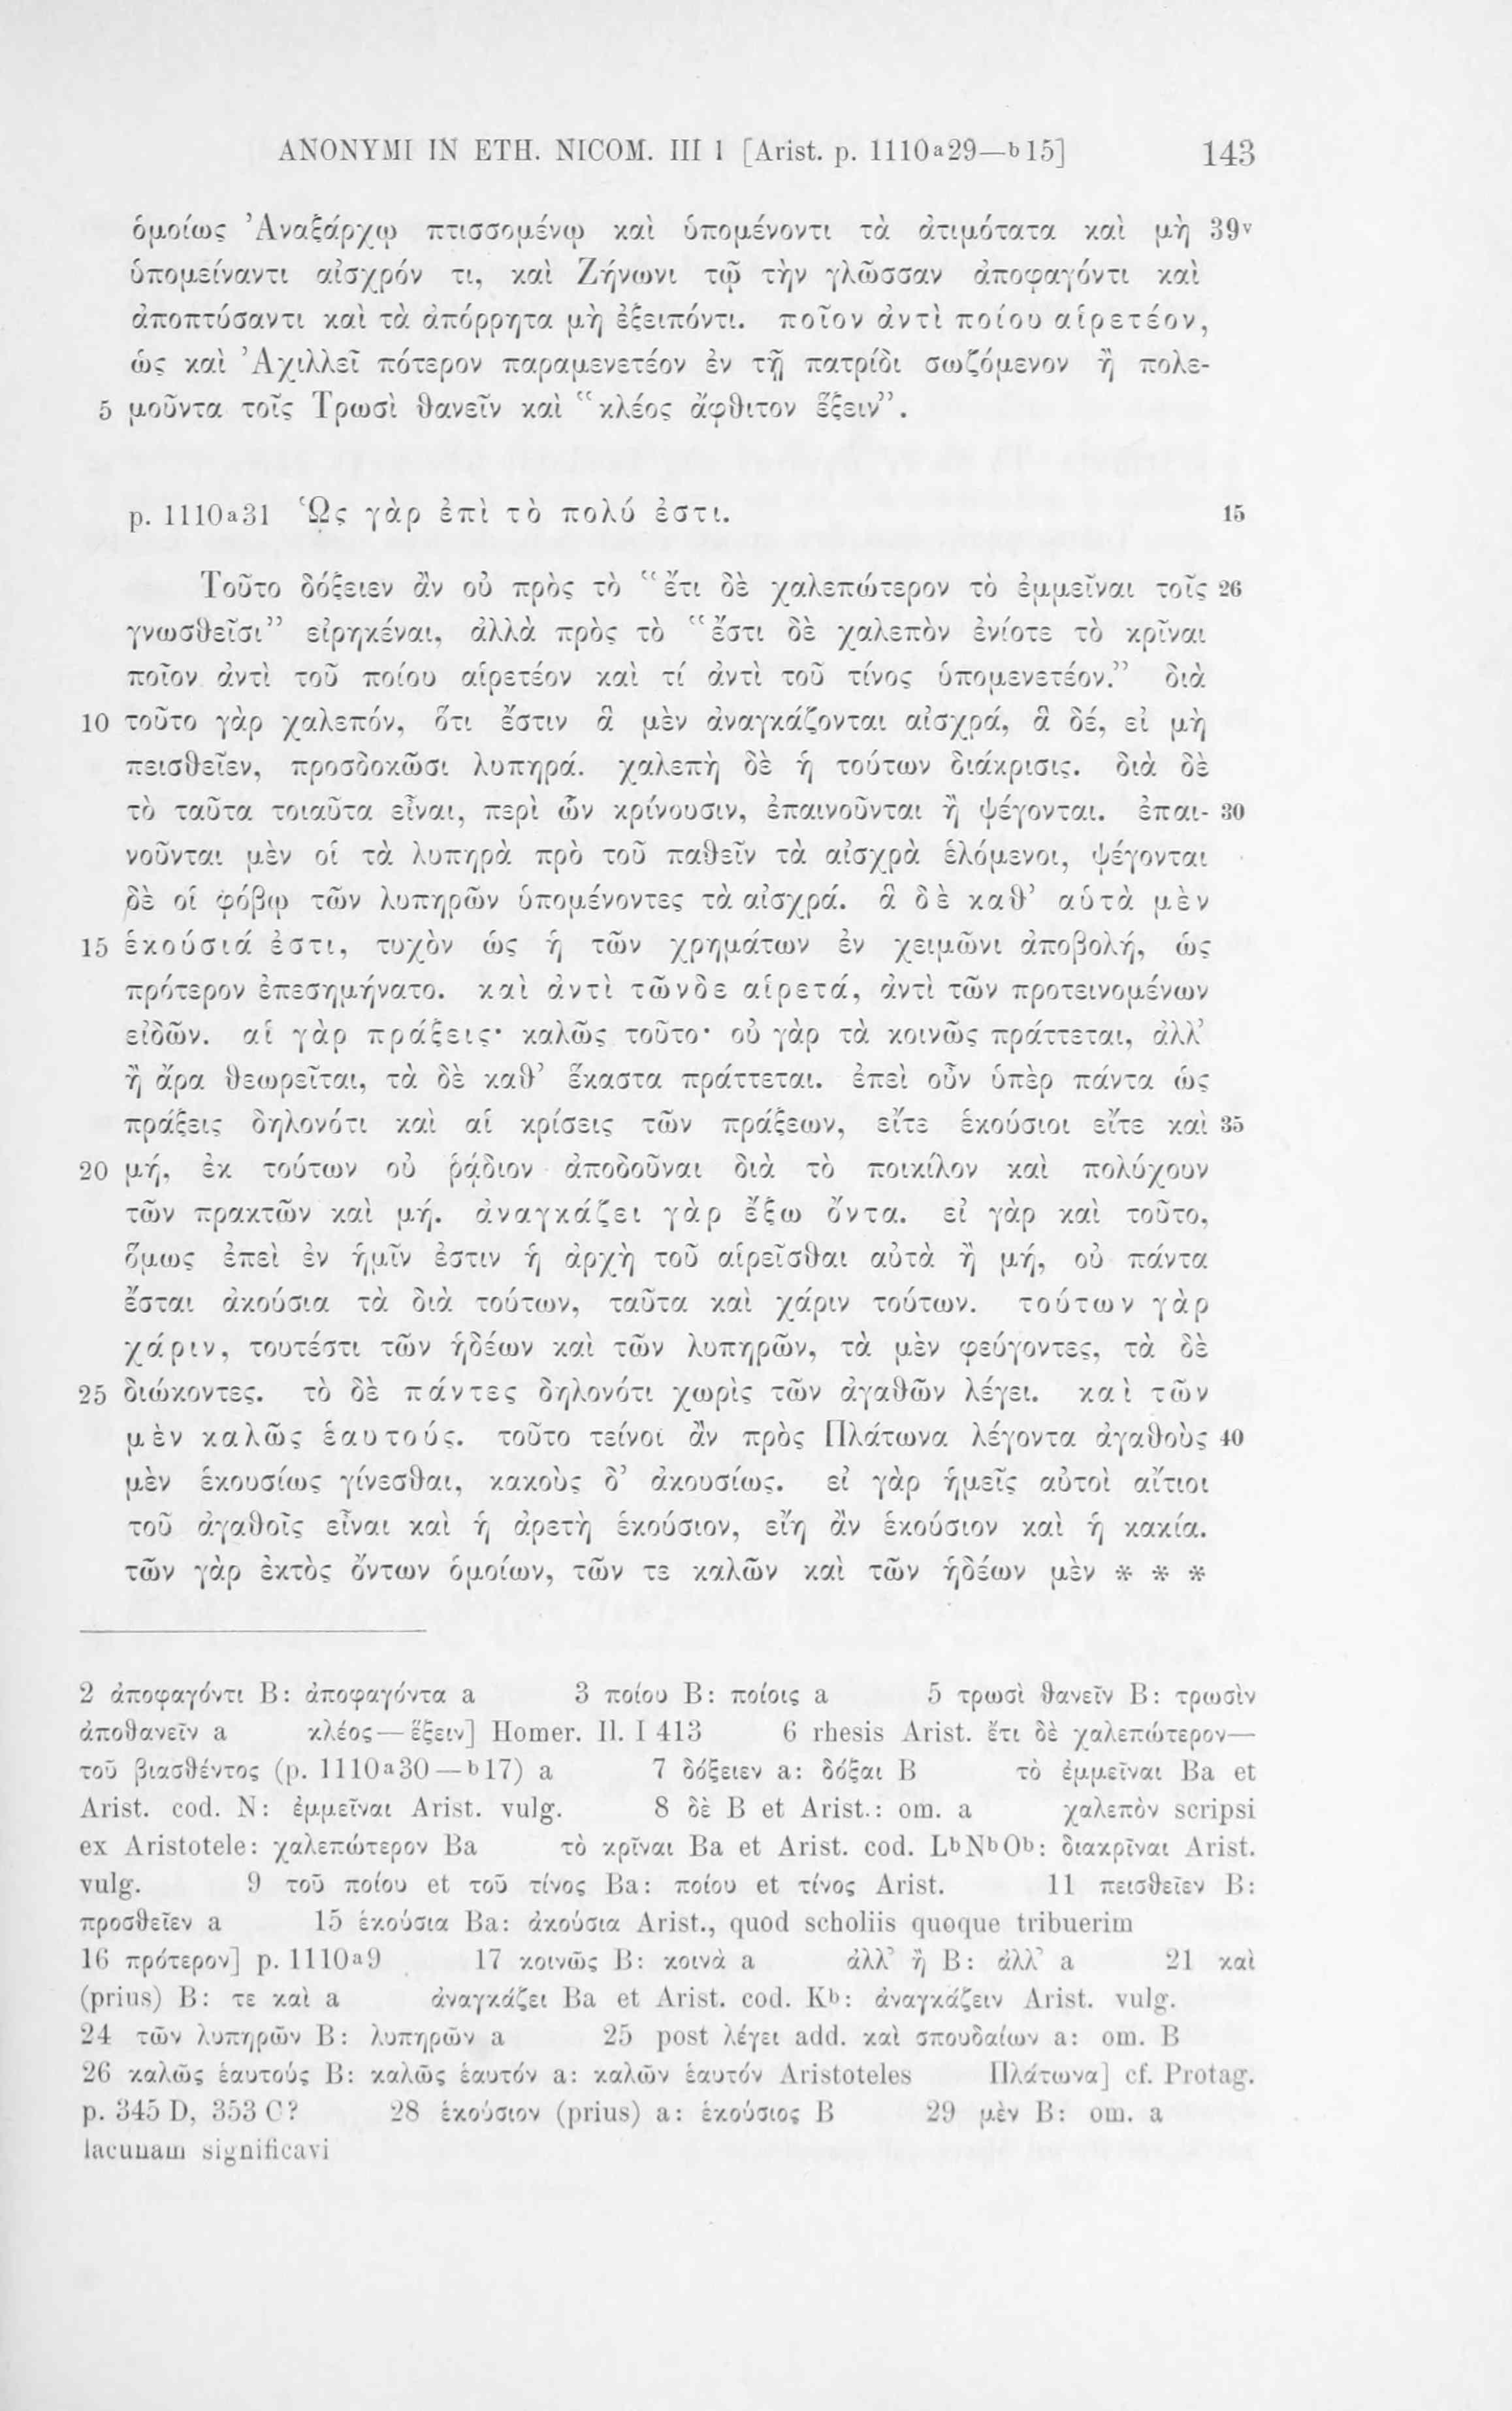 ANONYMI IN ETH. NICOM. III 1 [Arist. p. 1110a29—b15] 143
ὁμοίως Ἀναξάρχῳ πτισσομένῳ καὶ ὑπομένοντι τὰ ἀτιμότατα καὶ μὴ 39v
ὑπομείναντι αἰσχρόν τι, καὶ Ζήνωνι τῷ τὴν γλῶσσαν ἀποφαγόντι καὶ
ἀποπτύσαντι καὶ τὰ ἀπόρρητα μὴ ἐξειπόντι. ποῖον ἀντὶ ποίου αἱρετέον,
ὡς καὶ Ἀχιλλεῖ πότερον παραμενετέον ἐν τῇ πατρίδι σωζόμενον ἢ πολε-
5 μοῦντα τοῖς Τρωσὶ θανεῖν καὶ “κλέος ἄφθιτον ἕξειν”.
p. 1110a31 Ὡς γὰρ ἐπὶ τὸ πολύ ἐστι. 15
Τοῦτο δόξειεν ἂν οὐ πρὸς τὸ “ἔτι δὲ χαλεπώτερον τὸ ἐμμεῖναι τοῖς 26
γνωσθεῖσι” εἰρηκέναι, ἀλλὰ πρὸς τὸ “ἔστι δὲ χαλεπὸν ἐνίοτε τὸ κρῖναι
ποῖον ἀντὶ τοῦ ποίου αἱρετέον καὶ τί ἀντὶ τοῦ τίνος ὑπομενετέον.” διὰ
10 τοῦτο γὰρ χαλεπόν, ὅτι ἔστιν ἃ μὲν ἀναγκάζονται αἰσχρά, ἃ δέ, εἰ μὴ
πεισθεῖεν, προσδοκῶσι λυπηρά. χαλεπὴ δὲ ἡ τούτων διάκρισις. διὰ δὲ
τὸ ταῦτα τοιαῦτα εἶναι, περὶ ὧν κρίνουσιν, ἐπαινοῦνται ἢ ψέγονται. ἐπαι- 30
νοῦνται μὲν οἱ τὰ λυπηρὰ πρὸ τοῦ παθεῖν τὰ αἰσχρὰ ἑλόμενοι, ψέγονται
δὲ οἱ φόβῳ τῶν λυπηρῶν ὑπομένοντες τὰ αἰσχρά. ἃ δὲ καθ’ αὑτὰ μὲν
15 ἑκούσιά ἐστι, τυχὸν ὡς ἡ τῶν χρημάτων ἐν χειμῶνι ἀποβολή, ὡς
πρότερον ἐπεσημήνατο. καὶ ἀντὶ τῶνδε αἱρετά, ἀντὶ τῶν προτεινομένων
εἰδῶν. αἱ γὰρ πράξεις· καλῶς τοῦτο· οὐ γὰρ τὰ κοινῶς πράττεται, ἀλλ’
ἢ ἄρα θεωρεῖται, τὰ δὲ καθ’ ἕκαστα πράττεται. ἐπεὶ οὖν ὑπὲρ πάντα ὡς
πράξεις δηλονότι καὶ αἱ κρίσεις τῶν πράξεων, εἴτε ἑκούσιοι εἴτε καὶ 35
20 μή, ἐκ τούτων οὐ ῥᾴδιον ἀποδοῦναι διὰ τὸ ποικίλον καὶ πολύχουν
τῶν πρακτῶν καὶ μή. ἀναγκάζει γὰρ ἔξω ὄντα. εἰ γὰρ καὶ τοῦτο,
ὅμως ἐπεὶ ἐν ἡμῖν ἐστιν ἡ ἀρχὴ τοῦ αἱρεῖσθαι αὐτὰ ἢ μή, οὐ πάντα
ἔσται ἀκούσια τὰ διὰ τούτων, ταῦτα καὶ χάριν τούτων. τούτων γὰρ
χάριν, τουτέστι τῶν ἡδέων καὶ τῶν λυπηρῶν, τὰ μὲν φεύγοντες, τὰ δὲ
25 διώκοντες. τὸ δὲ πάντες δηλονότι χωρὶς τῶν ἀγαθῶν λέγει. καὶ τῶν
μὲν καλῶς ἑαυτούς. τοῦτο τείνοι ἂν πρὸς Πλάτωνα λέγοντα ἀγαθοὺς 40
μὲν ἑκουσίως γίνεσθαι, κακοὺς δ’ ἀκουσίως. εἰ γὰρ ἡμεῖς αὐτοὶ αἴτιοι
τοῦ ἀγαθοῖς εἶναι καὶ ἡ ἀρετὴ ἑκούσιον, εἴη ἂν ἑκούσιον καὶ ἡ κακία.
τῶν γὰρ ἐκτὸς ὄντων ὁμοίων, τῶν τε καλῶν καὶ τῶν ἡδέων μὲν * * *
2 ἀποφαγόντι B: ἀποφαγόντα a 3 ποίου B: ποίοις a 5 τρωσὶ θανεῖν B: τρωσὶν
ἀποθανεῖν a κλέος—ἕξειν] Homer. Il. I 413 6 rhesis Arist. ἔτι δὲ χαλεπώτερον—
τοῦ βιασθέντος (p. 1110a30—b17) a 7 δόξειεν a: δόξαι B τὸ ἐμμεῖναι Ba et
Arist. cod. N: ἐμμεῖναι Arist. vulg. 8 δὲ B et Arist.: om. a χαλεπὸν scripsi
ex Aristotele: χαλεπώτερον Ba τὸ κρῖναι Ba et Arist. cod. LbNbOb: διακρῖναι Arist.
vulg. 9 τοῦ ποίου et τοῦ τίνος Ba: ποίου et τίνος Arist. 11 πεισθεῖεν B:
προσθεῖεν a 15 ἑκούσια Ba: ἀκούσια Arist., quod scholiis quoque tribuerim
16 πρότερον] p. 1110a9 17 κοινῶς B: κοινὰ a ἀλλ’ ἢ B: ἀλλ’ a 21 καὶ
(prius) B: τε καὶ a ἀναγκάζει Ba et Arist. cod. Kb: ἀναγκάζειν Arist. vulg.
24 τῶν λυπηρῶν B: λυπηρῶν a 25 post λέγει add. καὶ σπουδαίων a: om. B
26 καλῶς ἑαυτούς B: καλῶς ἑαυτόν a: καλῶν ἑαυτόν Aristoteles Πλάτωνα] cf. Protag.
p. 345 D, 353 C? 28 ἑκούσιον (prius) a: ἑκούσιος B 29 μὲν B: om. a
lacunam significavi